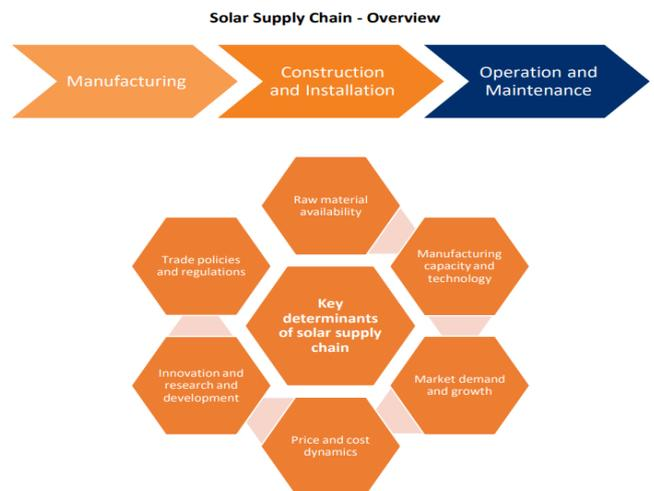 Solar Supply Chain - Overview
Manufacturing
Construction
and Installation
Operation and
Maintenance
Raw material
availability
Trade policies
and regulations
Manufacturing
capacity and
technology
Key
determinants
of solar supply
chain
Innovation and
research and
development
Market demand
and growth
Price and cost
dynamics